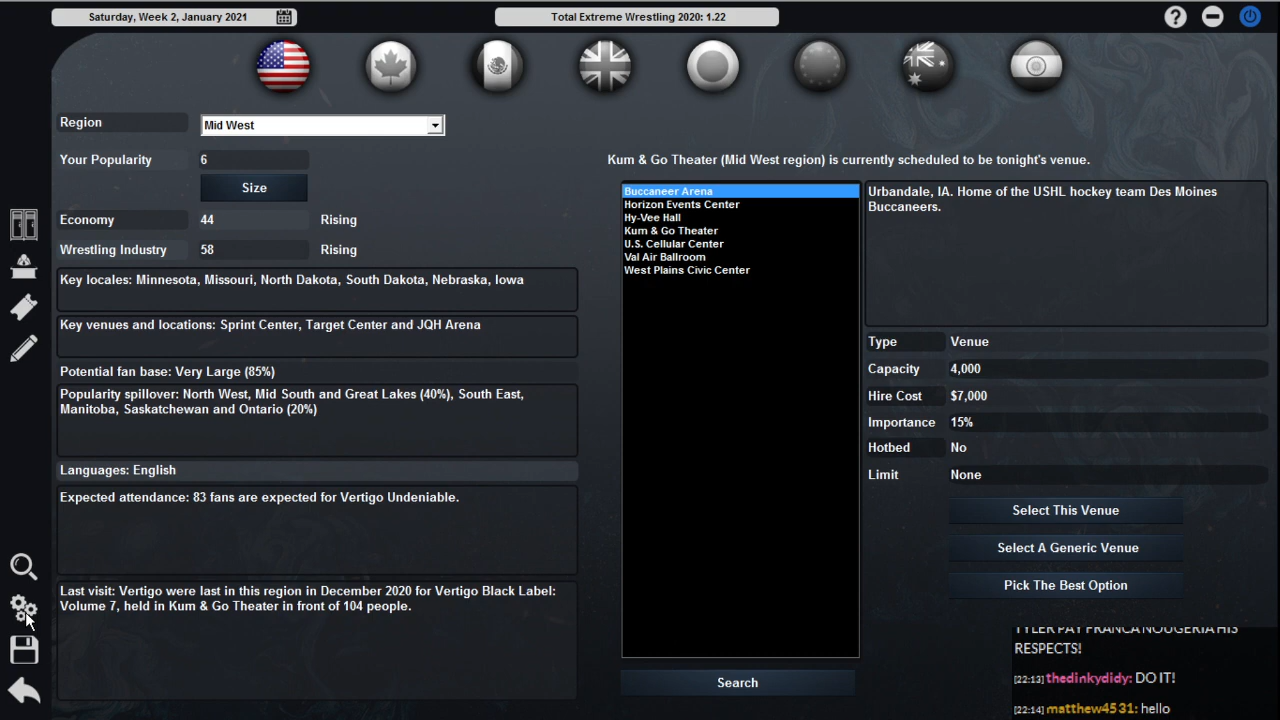 Saturday, Week 2, January 2021
Total Extreme Wrestling 2020: 1.22
Region
Mid West
Your Popularity
6
Size
Economy
44
Rising
Wrestling Industry
58
Rising
Key locales: Minnesota, Missouri, North Dakota, South Dakota, Nebraska, Iowa
Key venues and locations: Sprint Center, Target Center and JQH Arena
Potential fan base: Very Large (85%)
Popularity spillover: North West, Mid South and Great Lakes (40%), South East,
Manitoba, Saskatchewan and Ontario (20%)
Languages: English
Expected attendance: 83 fans are expected for Vertigo Undeniable.
Last visit: Vertigo were last in this region in December 2020 for Vertigo Black Label:
Volume 7, held in Kum & Go Theater in front of 104 people.
Kum & Go Theater (Mid West region) is currently scheduled to be tonight's venue.
Buccaneer Arena
Horizon Events Center
Hy-Vee Hall
Kum & Go Theater
U.S. Cellular Center
Val Air Ballroom
West Plains Civic Center
Search
Urbandale, IA. Home of the USHL hockey team Des Moines
Buccaneers.
Type
Venue
Capacity
4,000
Hire Cost
$7,000
Importance
15%
Hotbed
No
Limit
None
Select This Venue
Select A Generic Venue
Pick The Best Option
TYLER PAY FRANCA NOUGERIA HIS
RESPECTS!
[22:13] thedinkydidy: DO IT!
[22:14] matthew4531: hello